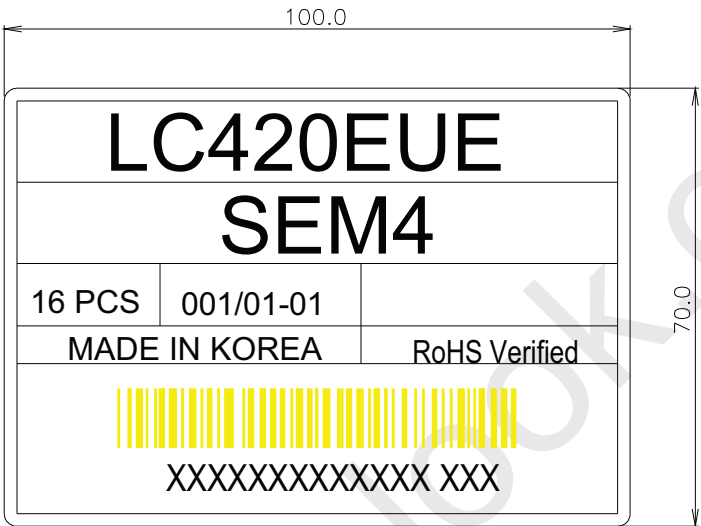 100.0
LC420EUE
SEM4
16 PCS 001/01-01
70.0
MADE IN KOREA RoHS Verified
XXXXXXXXXXXXX XXX